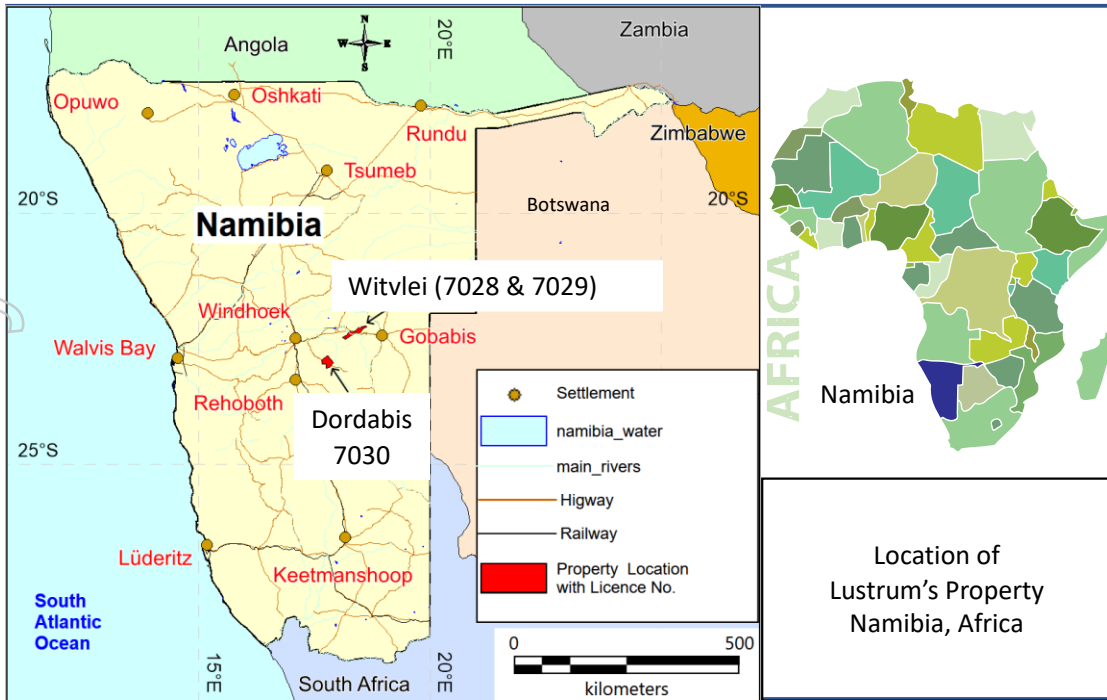 N
W E
S
20°E
Zambia
Angola
Opuwo
Oshkati
Rundu
Zimbabwe
Tsumeb
20°S
20°S
Botswana
Namibia
Witvlei (7028 & 7029)
Windhoek
Gobabis
Walvis Bay
Rehoboth
Dordabis
7030
25°S
Lüderitz
Keetmanshoop
South
Atlantic
Ocean
15°E
20°E
South Africa
Settlement
namibia_water
main_rivers
Higway
Railway
Property Location
with Licence No.
0 500
kilometers
AFRICA
Namibia
Location of
Lustrum’s Property
Namibia, Africa